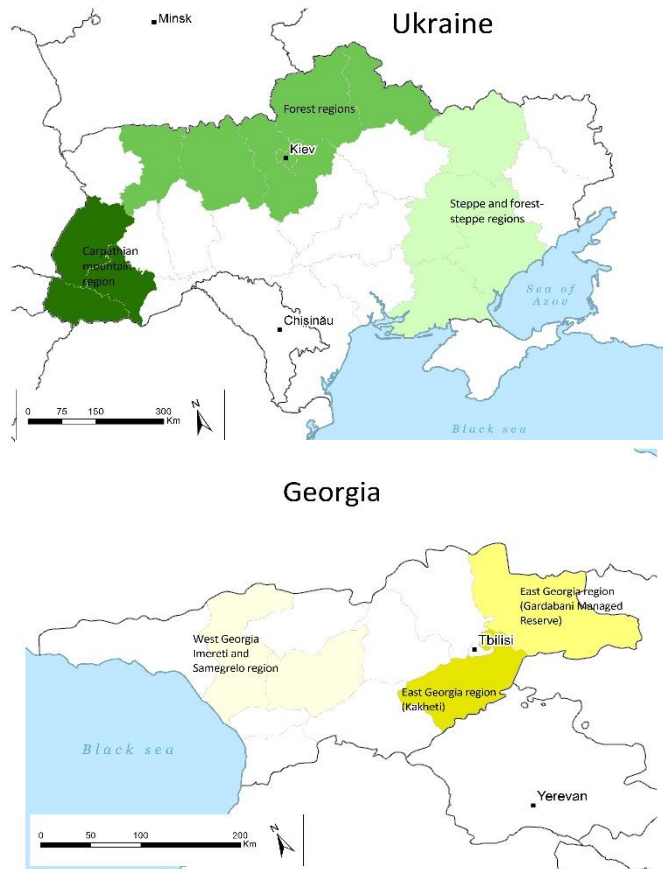 Ukraine
Minsk
Forest regions
Kiev
Steppe and forest-
steppe regions
Carpathian
mountain
region
Sea of
Azov
Chișinău
N
0 75 150 300
Km
Black sea
Georgia
East Georgia region
(Gardabani Managed
Reserve)
West Georgia
Imereti and
Samegrelo region
Tbilisi
East Georgia region
(Kakheti)
Black sea
Yerevan
N
0 50 100 200
Km